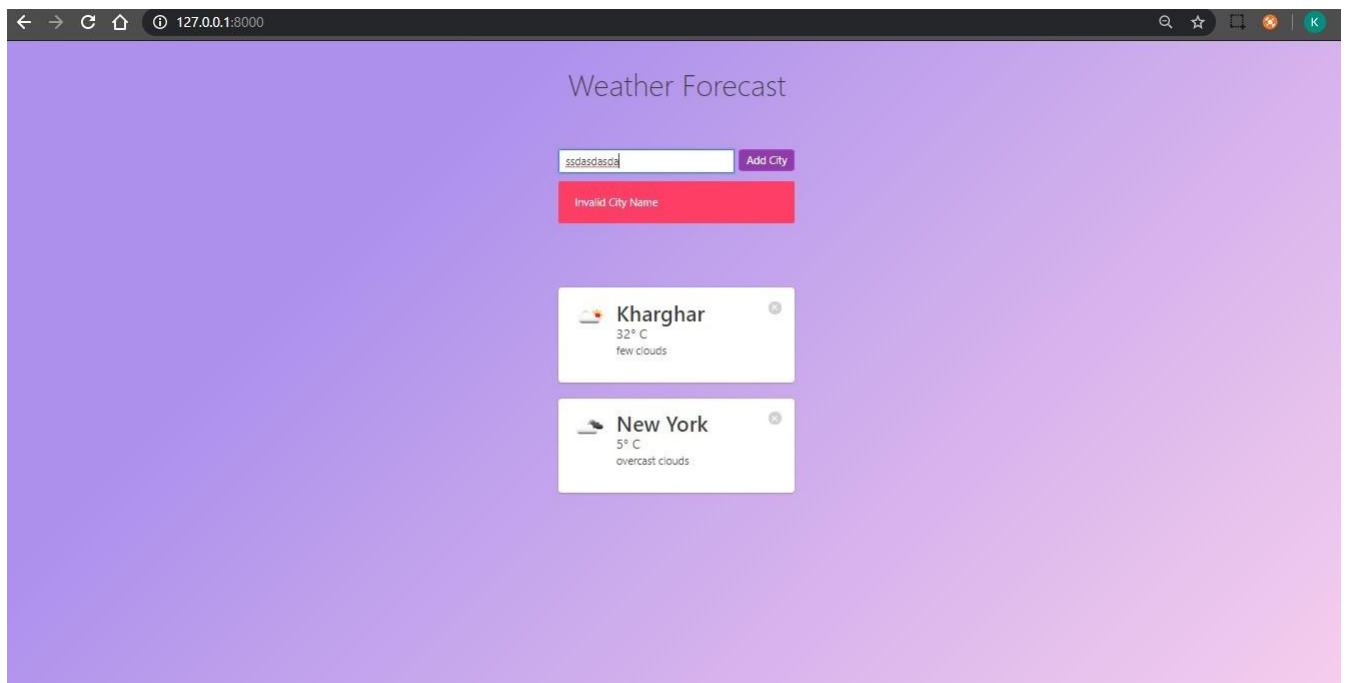 127.0.0.1:8000
K
Weather Forecast
ssdasdasda
Add City
Invalid City Name
Kharghar
32° C
few clouds
New York
5° C
overcast clouds